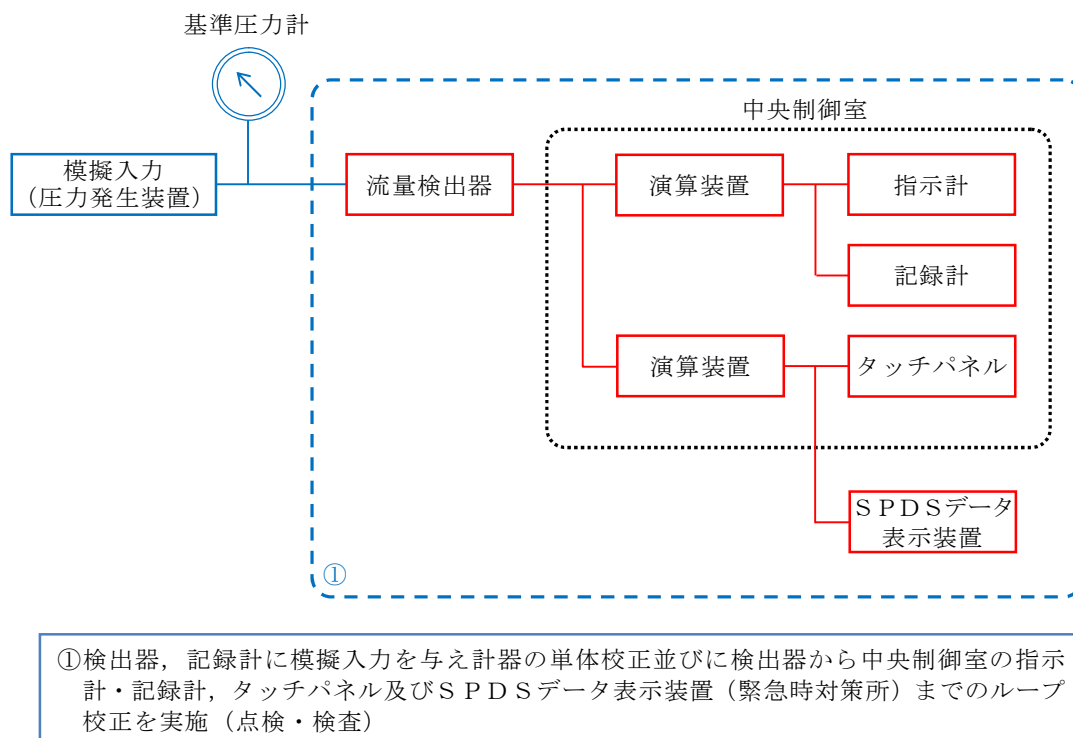 基準圧力計
中央制御室
模擬入力
（圧力発生装置）
流量検出器
演算装置
指示計
記録計
演算装置
タッチパネル
ＳＰＤＳデータ
表示装置
①
①検出器，記録計に模擬入力を与え計器の単体校正並びに検出器から中央制御室の指示
計・記録計，タッチパネル及びＳＰＤＳデータ表示装置（緊急時対策所）までのループ
校正を実施（点検・検査）